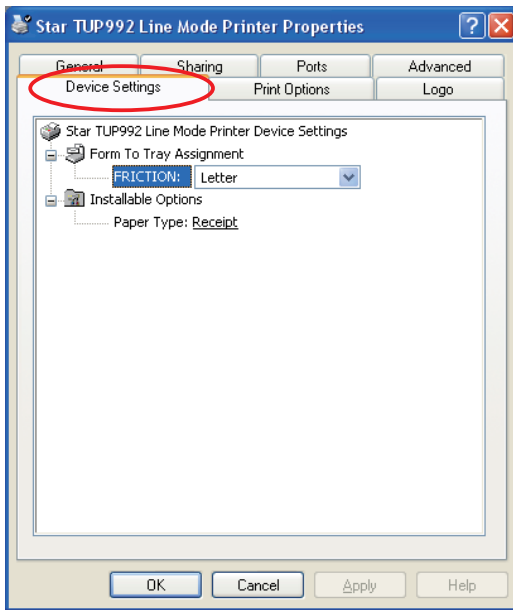 Star TUP992 Line Mode Printer Properties
General Sharing Ports Advanced
Device Settings Print Options Logo
Star TUP992 Line Mode Printer Device Settings
Form To Tray Assignment
FRICTION: Letter
Installable Options
Paper Type: Receipt
OK Cancel Apply Help